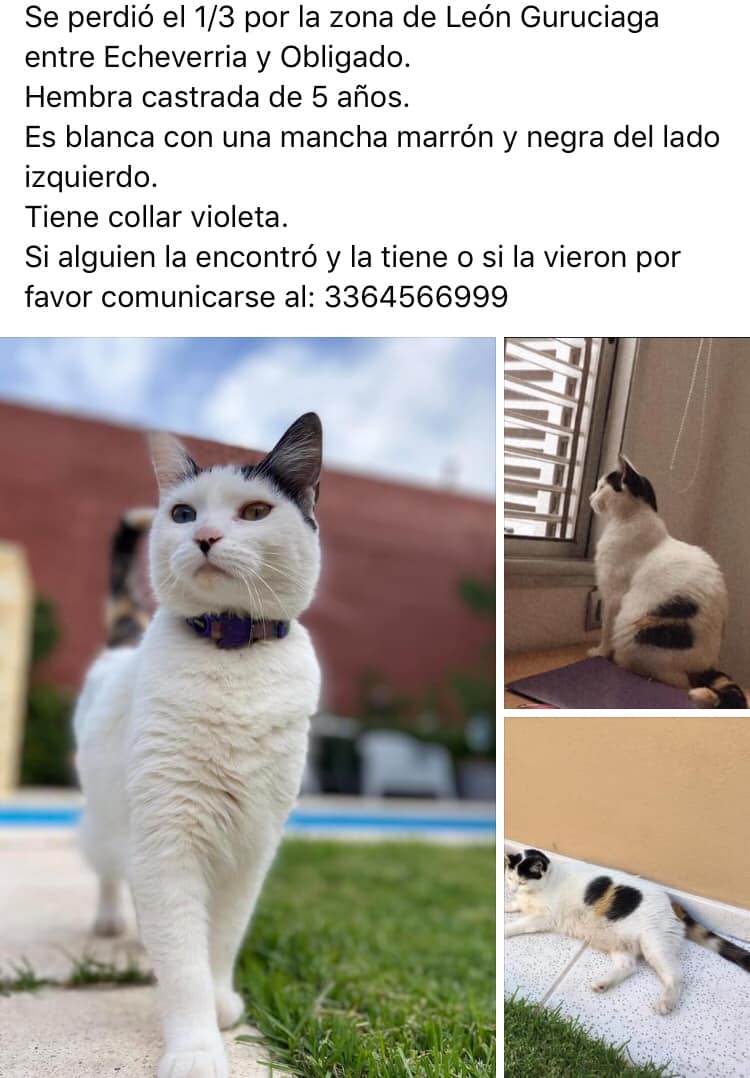 Se perdió el 1/3 por la zona de León Guruciaga
entre Echeverria y Obligado.
Hembra castrada de 5 años.
Es blanca con una mancha marrón y negra del lado
izquierdo.
Tiene collar violeta.
Si alguien la encontró y la tiene o si la vieron por
favor comunicarse al: 3364566999